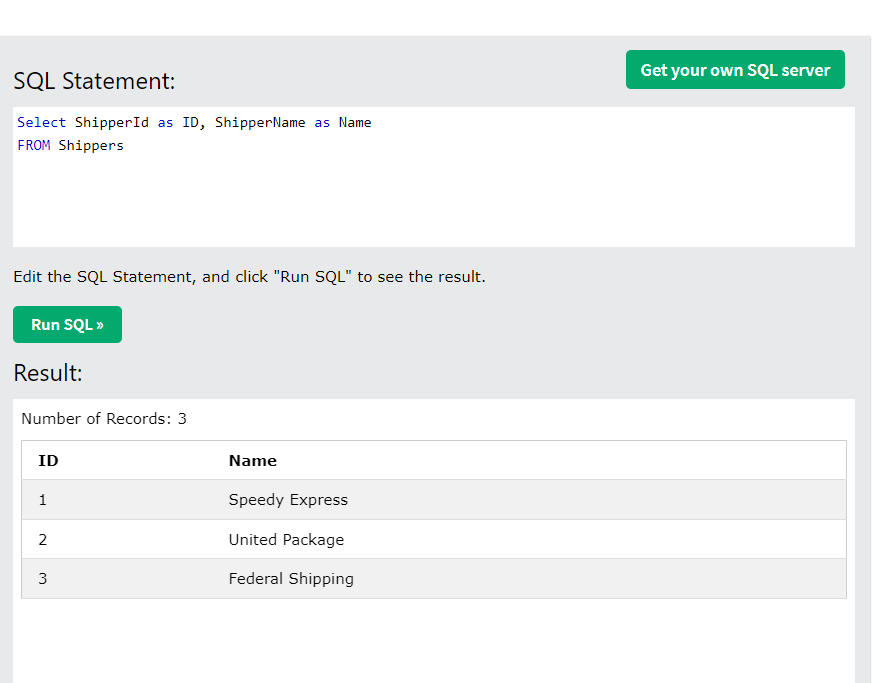 Get your own SQL server
SQL Statement:
Select ShipperId as ID, ShipperName as Name
FROM Shippers
Edit the SQL Statement, and click "Run SQL" to see the result.
Run SQL »
Result:
Number of Records: 3
ID Name
1 Speedy Express
2 United Package
3 Federal Shipping